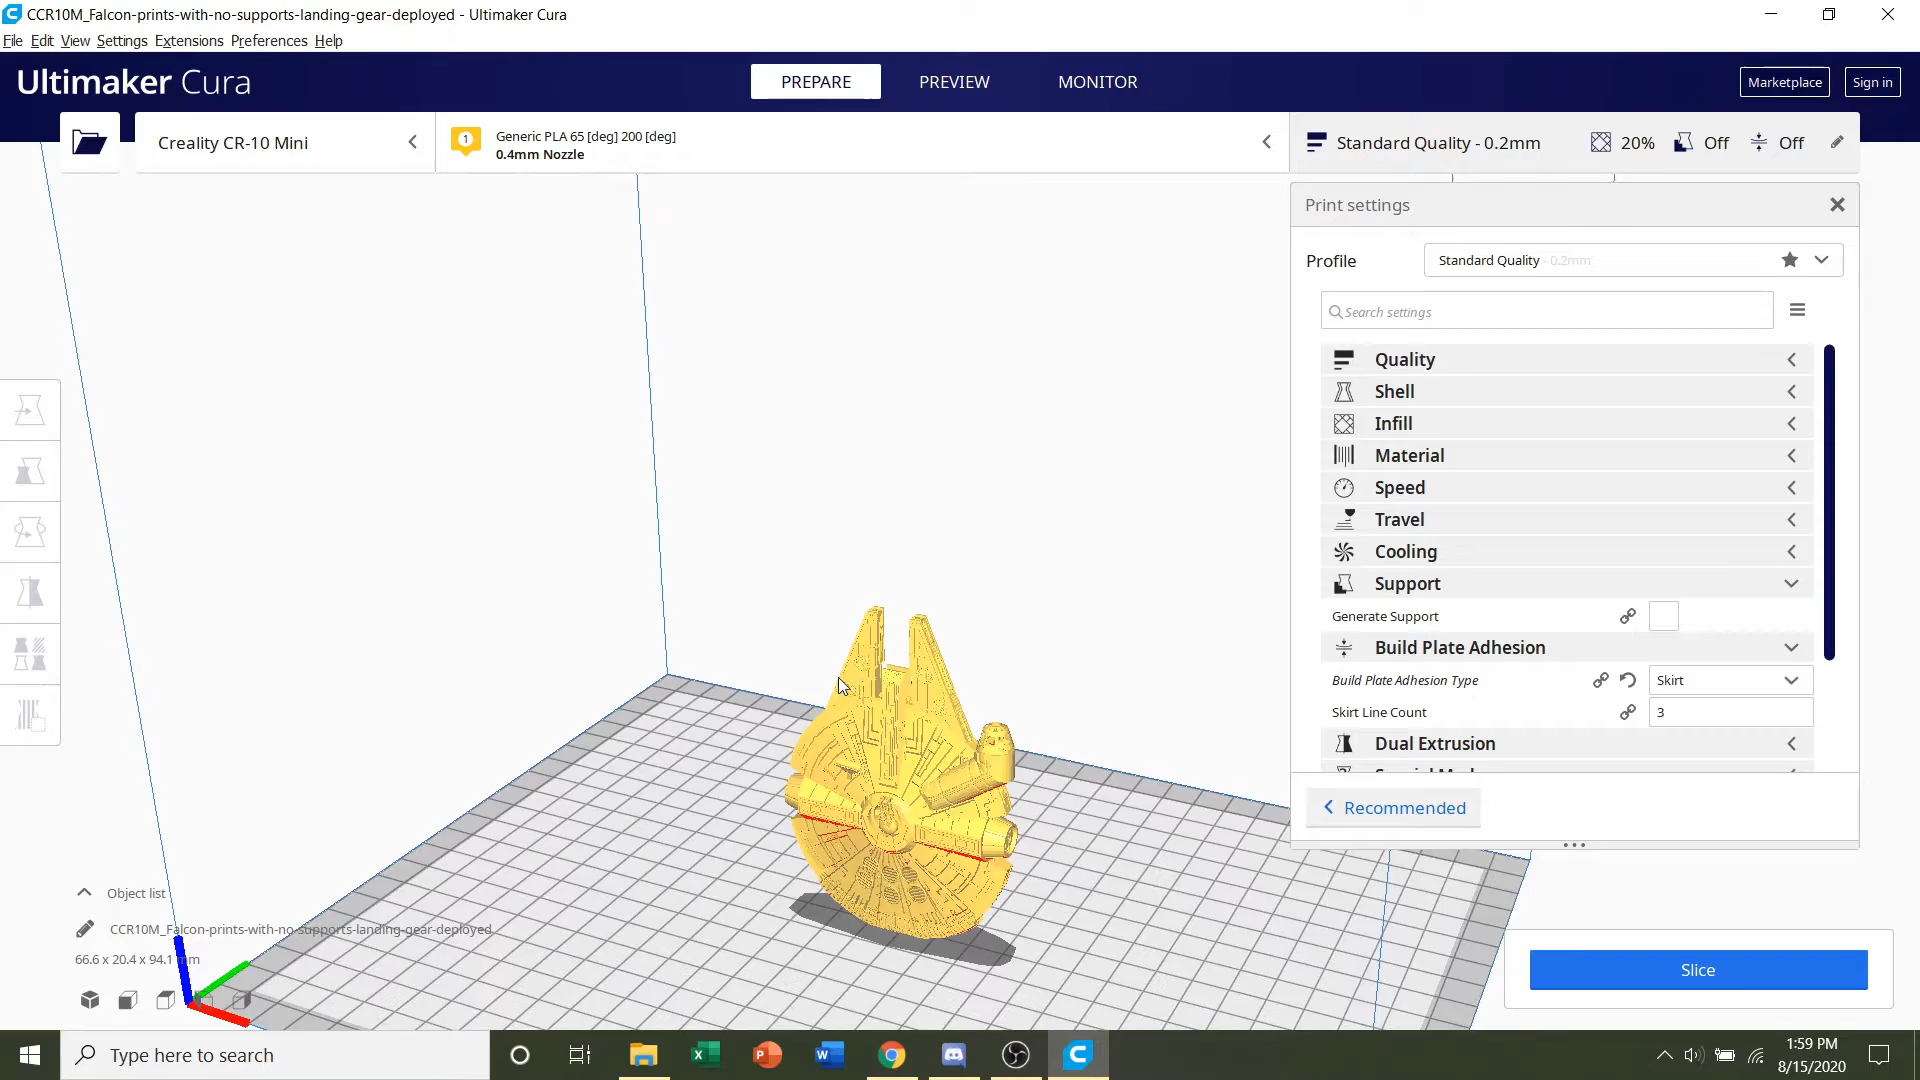 CCR10M_Falcon-prints-with-no-supports-landing-gear-deployed - Ultimaker Cura
File Edit View Settings Extensions Preferences Help
Ultimaker Cura
PREPARE
PREVIEW
MONITOR
Marketplace
Sign in
Creality CR-10 Mini
1
Generic PLA 65 [deg] 200 [deg]
0.4mm Nozzle
Standard Quality - 0.2mm
20%
Off
Off
Print settings
Profile
Standard Quality - 0.2mm
Search settings
Quality
Shell
Infill
Material
Speed
Travel
Cooling
Support
Generate Support
Build Plate Adhesion
Build Plate Adhesion Type
Skirt
Skirt Line Count
3
Dual Extrusion
Recommended
Object list
CCR10M_Falcon-prints-with-no-supports-landing-gear-deployed
66.6 x 20.4 x 94.1 mm
Slice
Type here to search
1:59 PM
8/15/2020